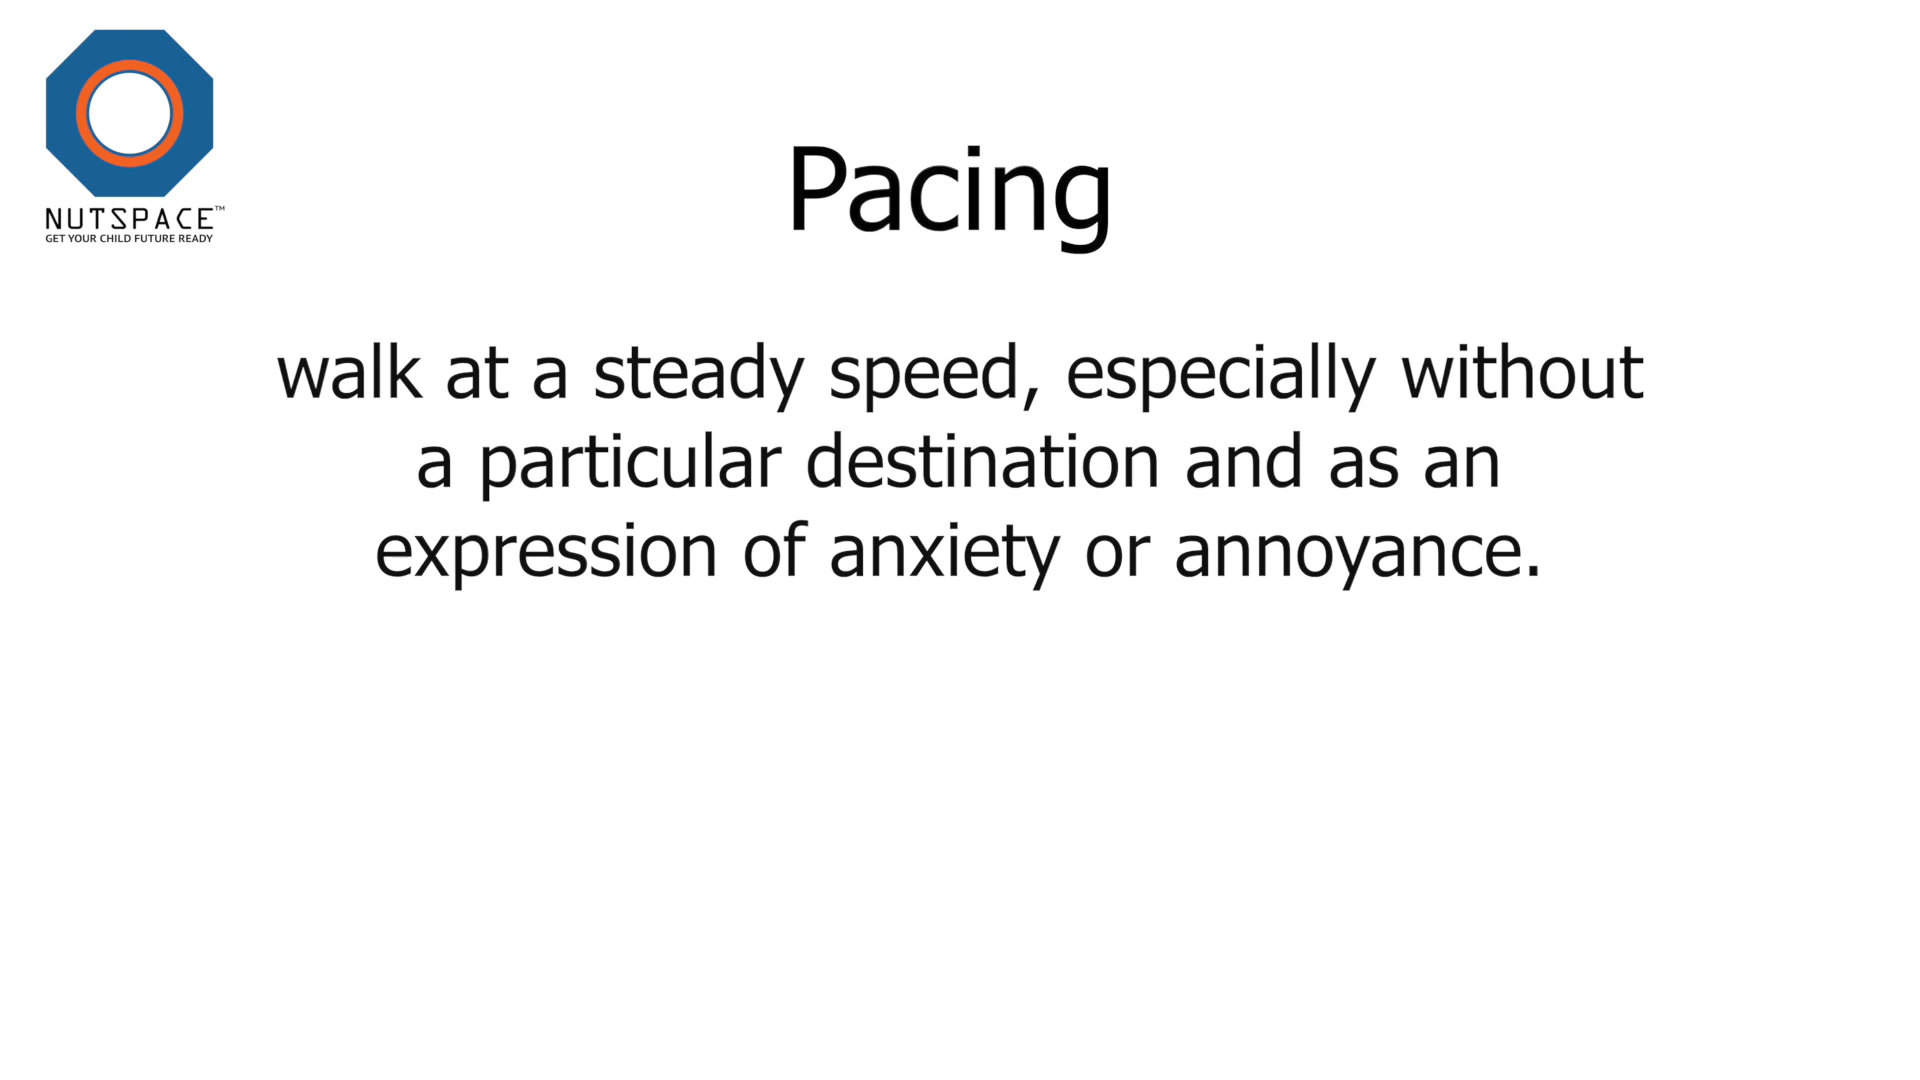 NUTSPACE™
GET YOUR CHILD FUTURE READY
Pacing
walk at a steady speed, especially without
a particular destination and as an
expression of anxiety or annoyance.